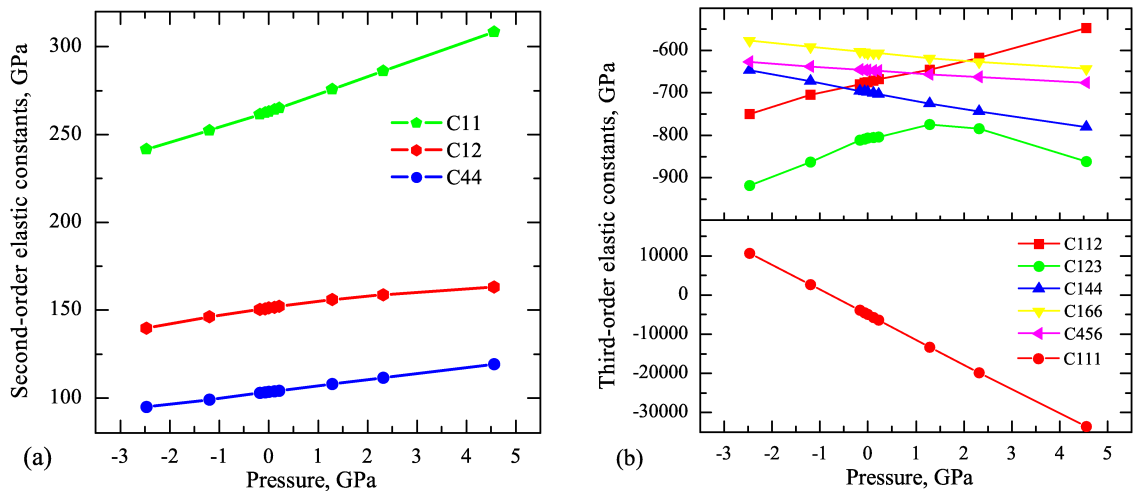 Second-order elastic constants, GPa
300
250
200
150
100
C11
C12
C44
-3 -2 -1 0 1 2 3 4 5
Pressure, GPa
(a)
Third-order elastic constants, GPa
-600
-700
-800
-900
10000
0
-10000
-20000
-30000
C112
C123
C144
C166
C456
C111
-3 -2 -1 0 1 2 3 4 5
Pressure, GPa
(b)